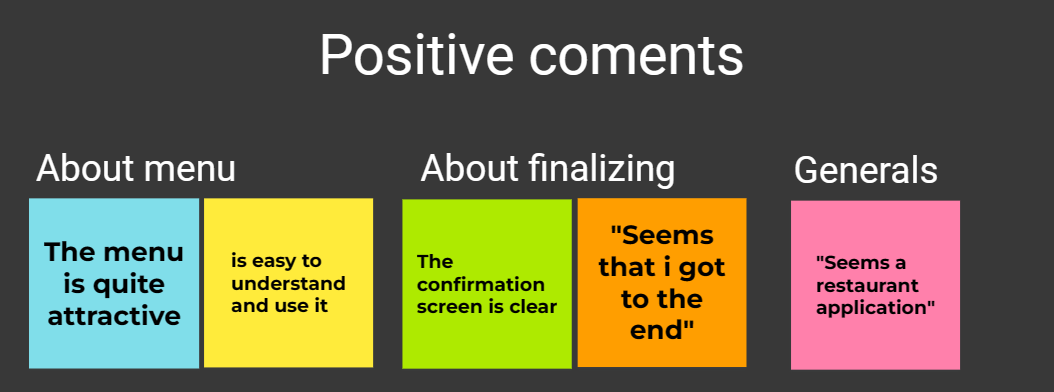 Positive coments
About menu
The menu
is quite
attractive
is easy to
understand
and use it
About finalizing
The
confirmation
screen is clear
"Seems
that i got
to the
end"
Generals
"Seems a
restaurant
application"